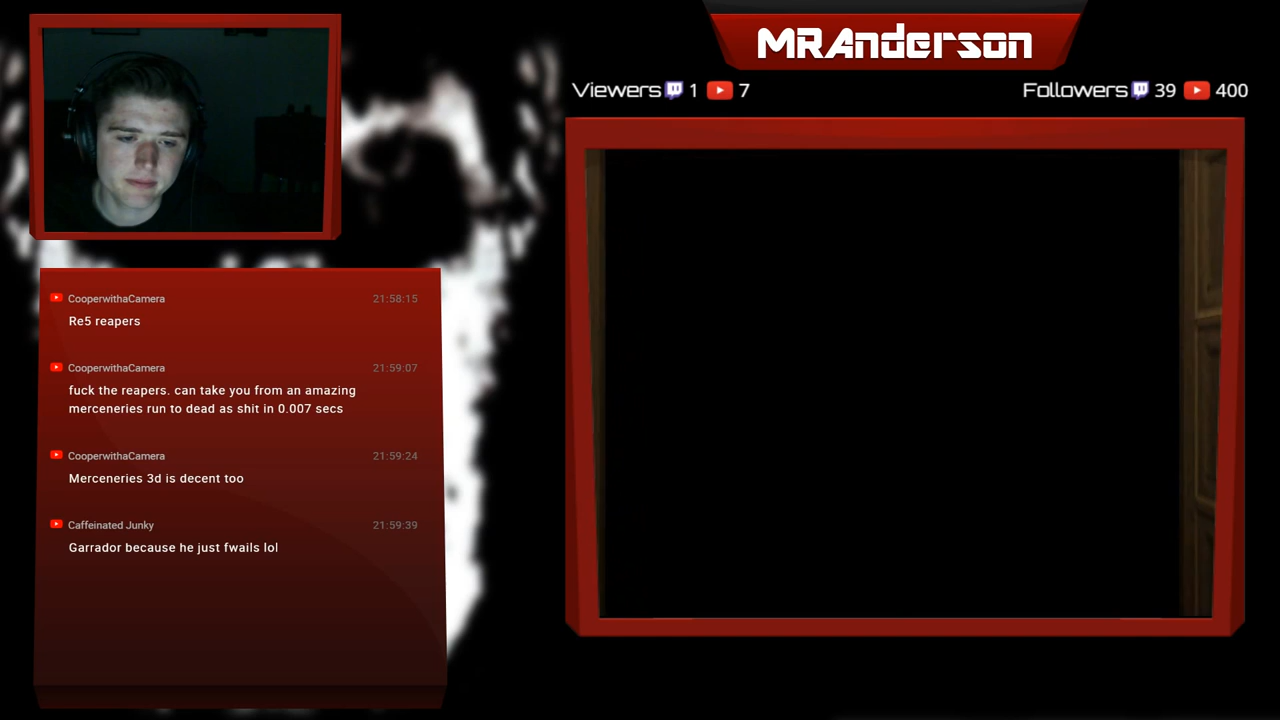 MRAnderson
Viewers 1 7
Followers 39 400
CooperwithaCamera 21:58:15
Re5 reapers
CooperwithaCamera 21:59:07
fuck the reapers. can take you from an amazing
merceneries run to dead as shit in 0.007 secs
CooperwithaCamera 21:59:24
Merceneries 3d is decent too
Caffeinated Junky 21:59:39
Garrador because he just fwails lol